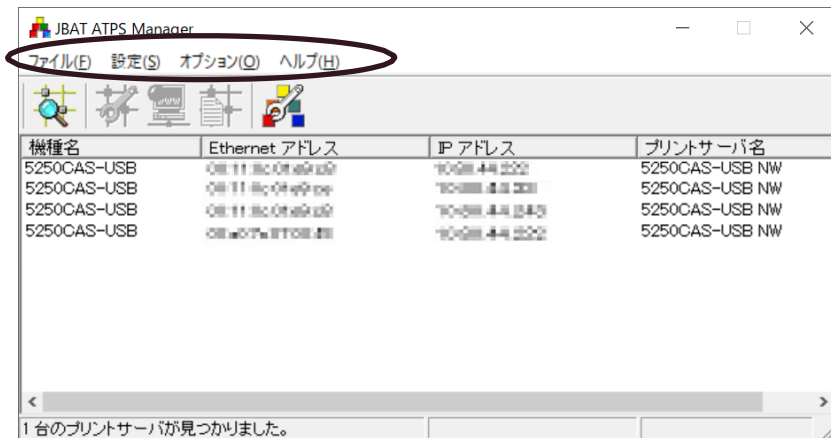 JBAT ATPS Manager
ファイル(F) 設定(S) オプション(O) ヘルプ(H)
機種名 Ethernet アドレス IP アドレス プリントサーバ名
5250CAS-USB 5250CAS-USB NW
5250CAS-USB 5250CAS-USB NW
5250CAS-USB 5250CAS-USB NW
5250CAS-USB 5250CAS-USB NW
1 台のプリントサーバが見つかりました。